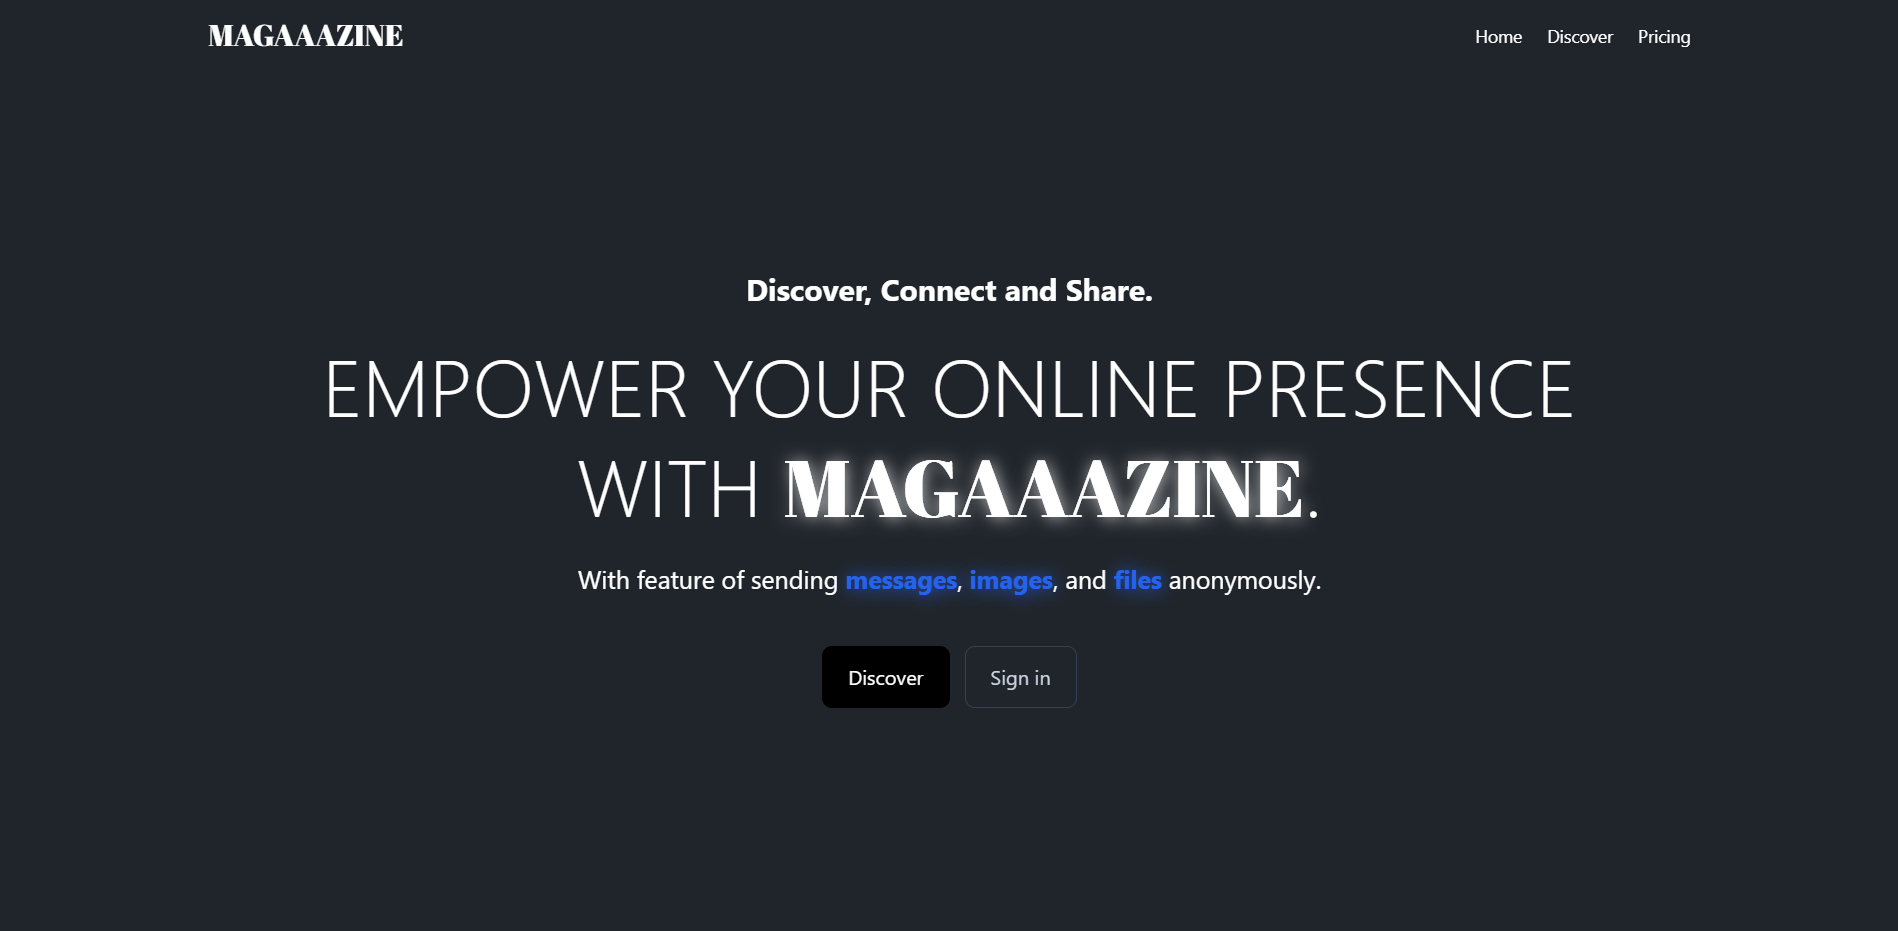 MAGAAAZINE
Home Discover Pricing
Discover, Connect and Share.
EMPOWER YOUR ONLINE PRESENCE
WITH MAGAAAZINE.
With feature of sending messages, images, and files anonymously.
Discover
Sign in